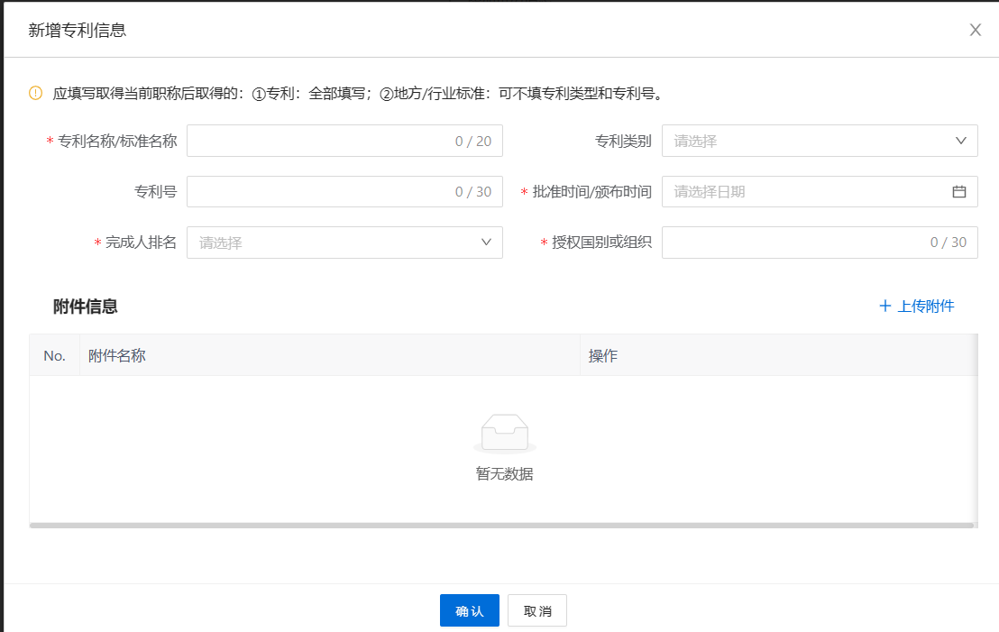 新增专利信息
应填写取得当前职称后取得的：①专利：全部填写；②地方/行业标准：可不填专利类型和专利号。
* 专利名称/标准名称 0 / 20 专利类别 请选择
专利号 0 / 30 * 批准时间/颁布时间 请选择日期
* 完成人排名 请选择 * 授权国别或组织 0 / 30
附件信息 + 上传附件
No. 附件名称 操作
暂无数据
确 认 取 消